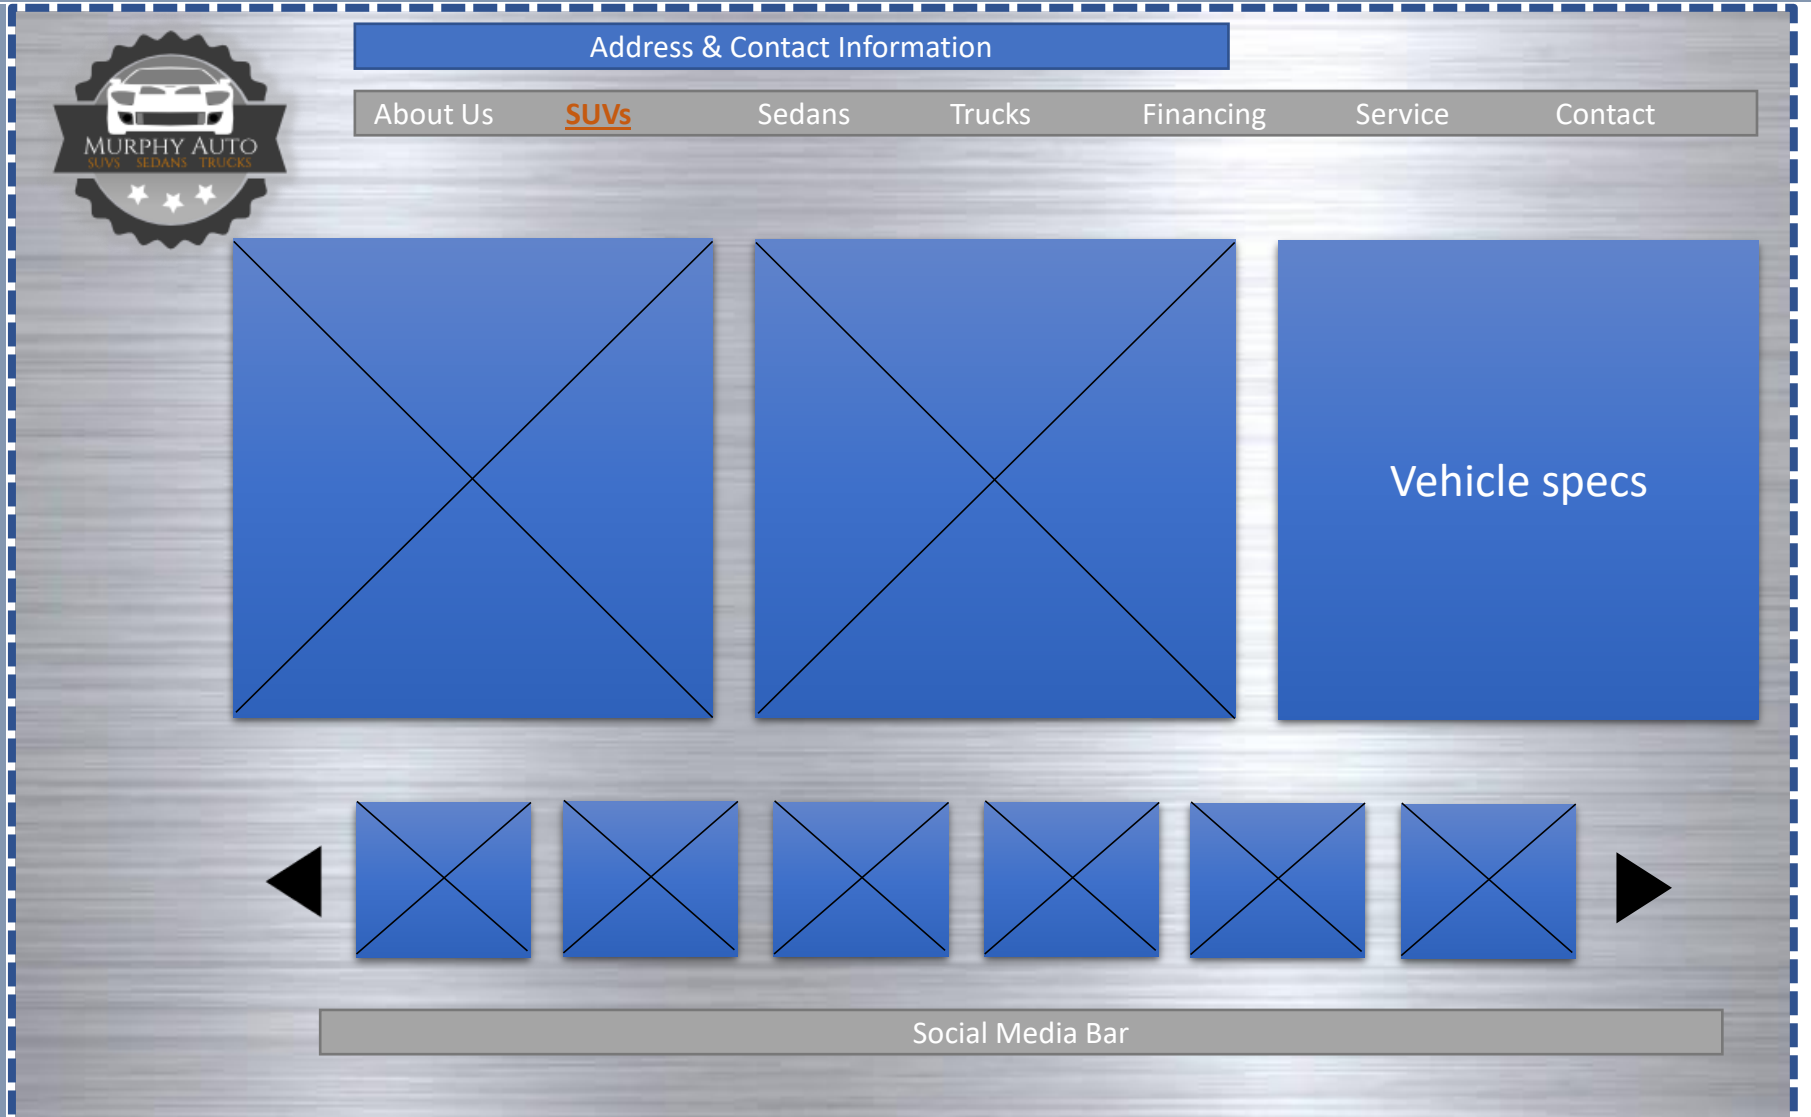 Address & Contact Information
About Us SUVs Sedans Trucks Financing Service Contact
MURPHY AUTO
SUVS SEDANS TRUCKS
Vehicle specs
Social Media Bar